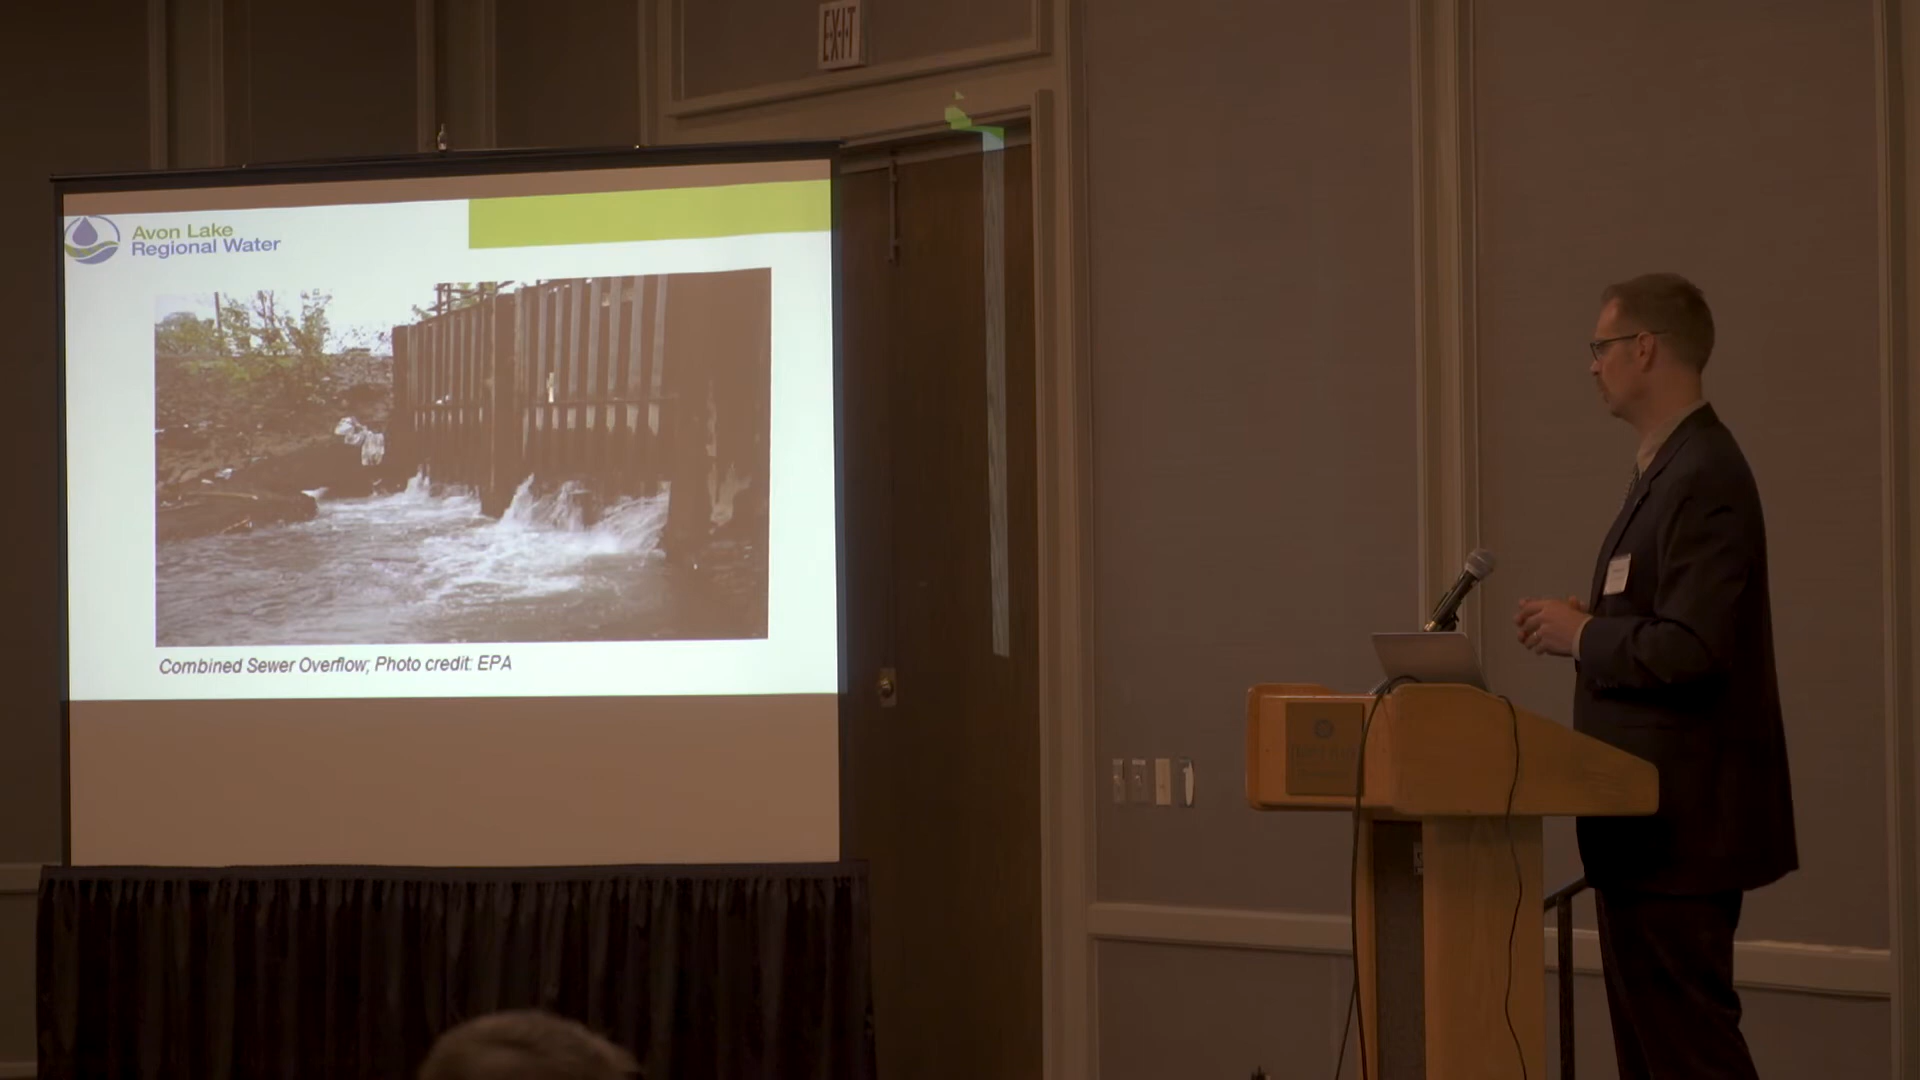 EXIT
Avon Lake
Regional Water
Combined Sewer Overflow; Photo credit: EPA